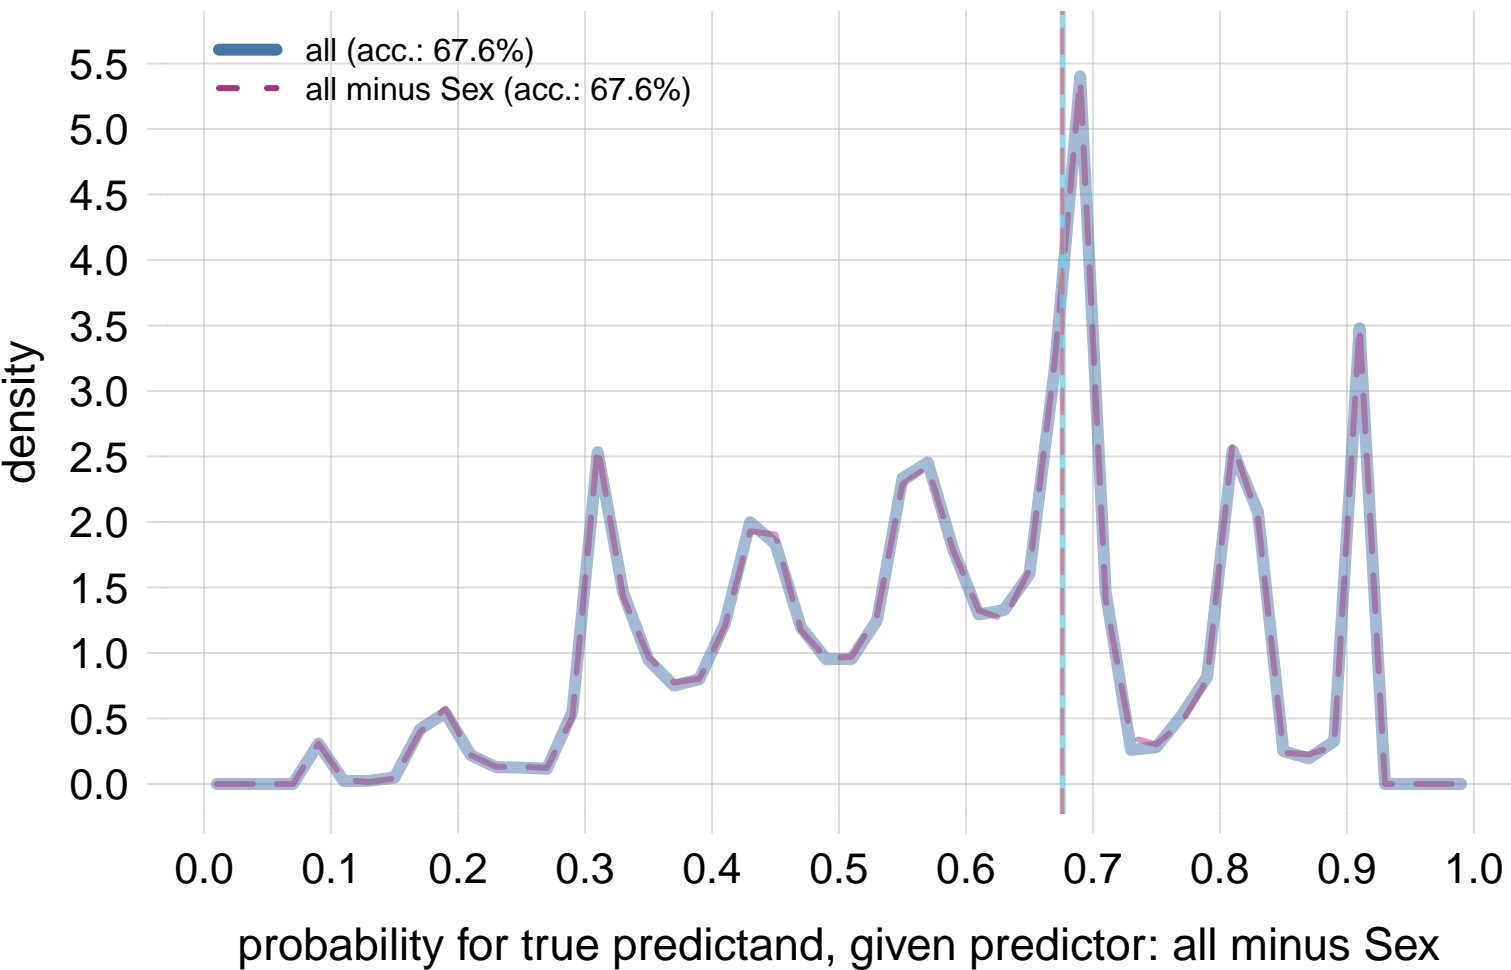 all (acc.: 67.6%)
all minus Sex (acc.: 67.6%)
5.5
5.0
4.5
4.0
3.5
3.0
2.5
2.0
1.5
1.0
0.5
0.0
density
0.0 0.1 0.2 0.3 0.4 0.5 0.6 0.7 0.8 0.9 1.0
probability for true predictand, given predictor: all minus Sex